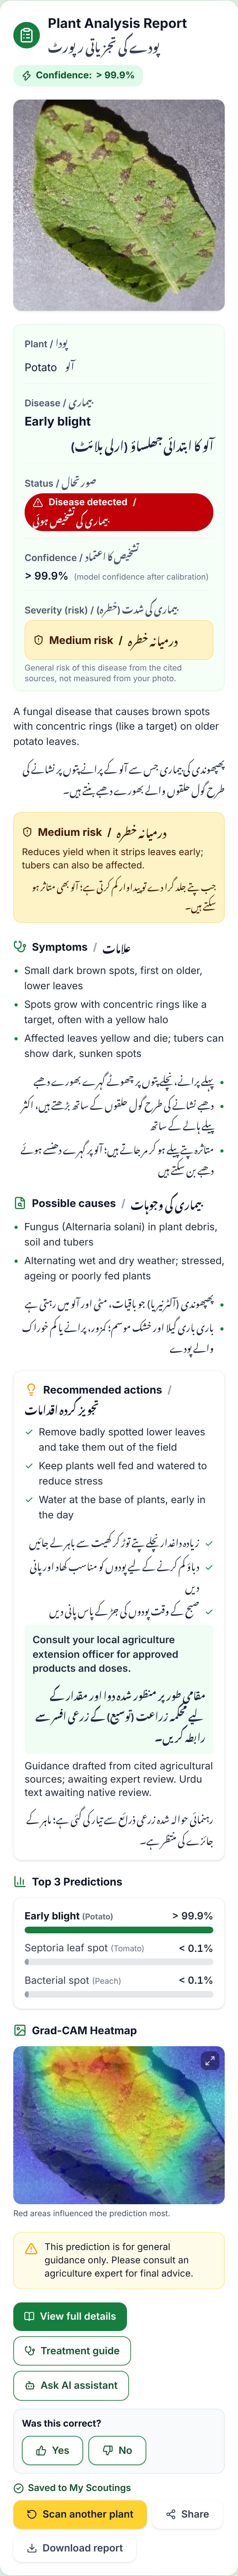 Plant Analysis Report
پودے کی تجزیاتی رپورٹ
Confidence: > 99.9%
Plant / پودا
Potato آلو
Disease / بیماری
Early blight
آلو کا ابتدائی جھلساؤ (ارلی بلائٹ)
Status / صورتحال
Disease detected /
بیماری کی تشخیص ہوئی
Confidence / تشخیص کا اعتماد
> 99.9% (model confidence after calibration)
Severity (risk) / بیماری کی شدت (خطرہ)
Medium risk / درمیانہ خطرہ
General risk of this disease from the cited
sources, not measured from your photo.
A fungal disease that causes brown spots
with concentric rings (like a target) on older
potato leaves.
پھپھوندی کی بیماری جس سے آلو کے پرانے پتوں پر نشانے کی
طرح گول حلقوں والے بھورے دھبے بنتے ہیں۔
Medium risk / درمیانہ خطرہ
Reduces yield when it strips leaves early;
tubers can also be affected.
جب پتے جلد گرا دے تو پیداوار کم کرتی ہے؛ آلو بھی متاثر ہو
سکتے ہیں۔
Symptoms / علامات
Small dark brown spots, first on older,
lower leaves
Spots grow with concentric rings like a
target, often with a yellow halo
Affected leaves yellow and die; tubers can
show dark, sunken spots
پہلے پرانے، نچلے پتوں پر چھوٹے گہرے بھورے دھبے
دھبے نشانے کی طرح گول حلقوں کے ساتھ بڑھتے ہیں، اکثر
پیلے ہالے کے ساتھ
متاثرہ پتے پیلے ہو کر مر جاتے ہیں؛ آلو پر گہرے دھنسے ہوئے
دھبے بن سکتے ہیں
Possible causes / بیماری کی وجوہات
Fungus (Alternaria solani) in plant debris,
soil and tubers
Alternating wet and dry weather; stressed,
ageing or poorly fed plants
پھپھوندی (آلٹرنیریا) جو باقیات، مٹی اور آلو میں رہتی ہے
باری باری گیلا اور خشک موسم؛ کمزور، پرانے یا کم خوراک
والے پودے
Recommended actions /
تجویز کردہ اقدامات
Remove badly spotted lower leaves
and take them out of the field
Keep plants well fed and watered to
reduce stress
Water at the base of plants, early in
the day
زیادہ داغدار نچلے پتے توڑ کر کھیت سے باہر لے جائیں
دباؤ کم کرنے کے لیے پودوں کو مناسب کھاد اور پانی
دیں
صبح کے وقت پودوں کی جڑ کے پاس پانی دیں
Consult your local agriculture
extension officer for approved
products and doses.
مقامی طور پر منظور شدہ دوا اور مقدار کے
لیے محکمہ زراعت (توسیع) کے زرعی افسر سے
رابطہ کریں۔
Guidance drafted from cited agricultural
sources; awaiting expert review. Urdu
text awaiting native review.
رہنمائی حوالہ شدہ زرعی ذرائع سے تیار کی گئی ہے؛ ماہر کے
جائزے کی منتظر ہے۔
Top 3 Predictions
Early blight (Potato) > 99.9%
Septoria leaf spot (Tomato) < 0.1%
Bacterial spot (Peach) < 0.1%
Grad-CAM Heatmap
Red areas influenced the prediction most.
This prediction is for general
guidance only. Please consult an
agriculture expert for final advice.
View full details
Treatment guide
Ask AI assistant
Was this correct?
Yes No
Saved to My Scoutings
Scan another plant Share
Download report